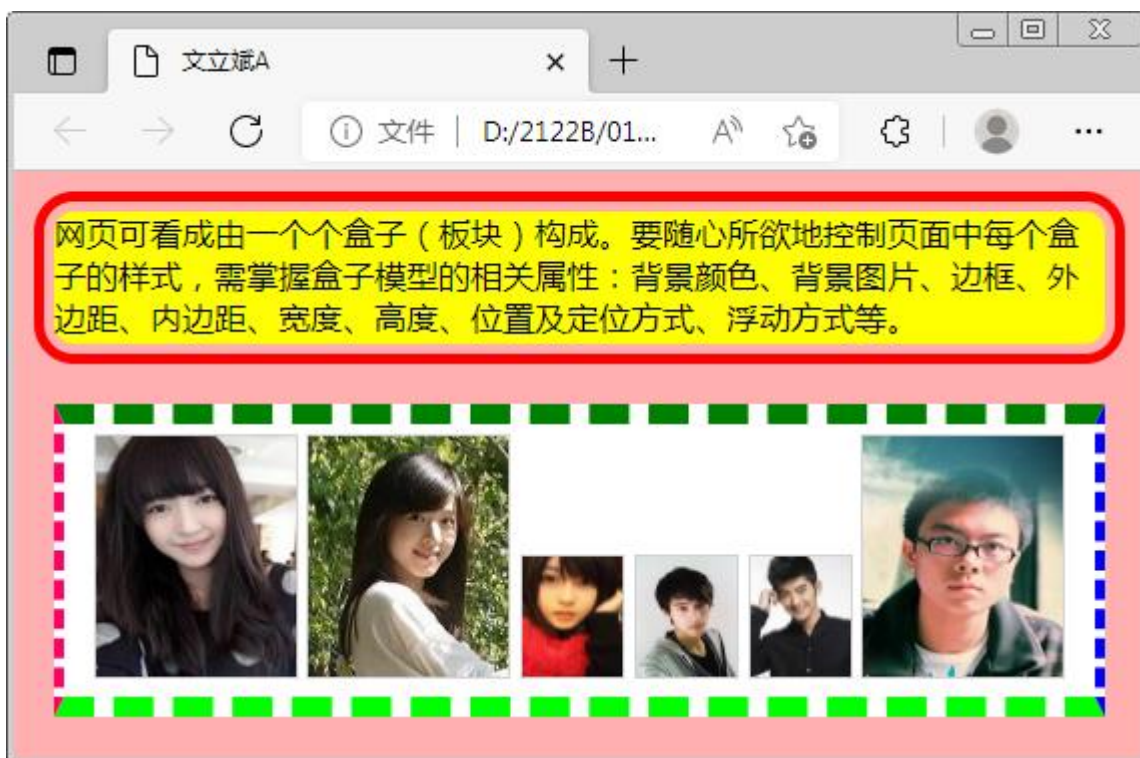 文立斌A
文件 D:/2122B/01...
网页可看成由一个个盒子（板块）构成。要随心所欲地控制页面中每个盒
子的样式，需掌握盒子模型的相关属性：背景颜色、背景图片、边框、外
边距、内边距、宽度、高度、位置及定位方式、浮动方式等。